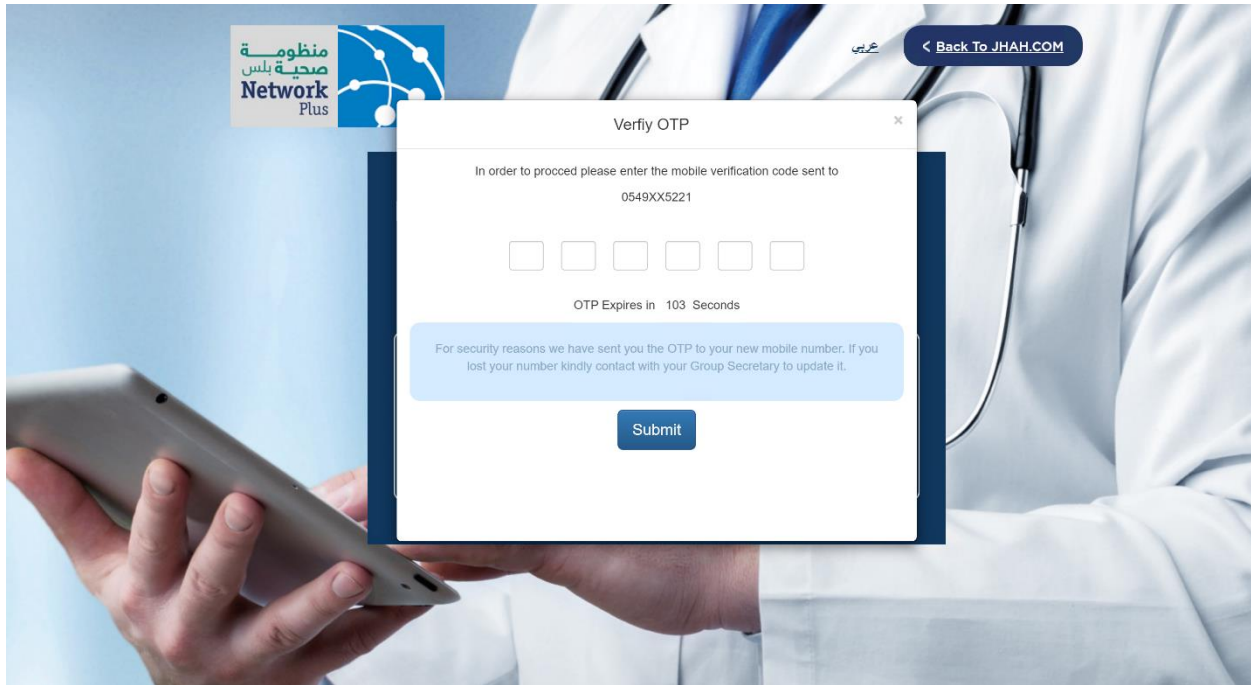 منظومــــة
صحيــة بلس
Network
Plus
عربي
< Back To JHAH.COM
Verfiy OTP
×
In order to procced please enter the mobile verification code sent to
0549XX5221
OTP Expires in 103 Seconds
For security reasons we have sent you the OTP to your new mobile number. If you
lost your number kindly contact with your Group Secretary to update it.
Submit